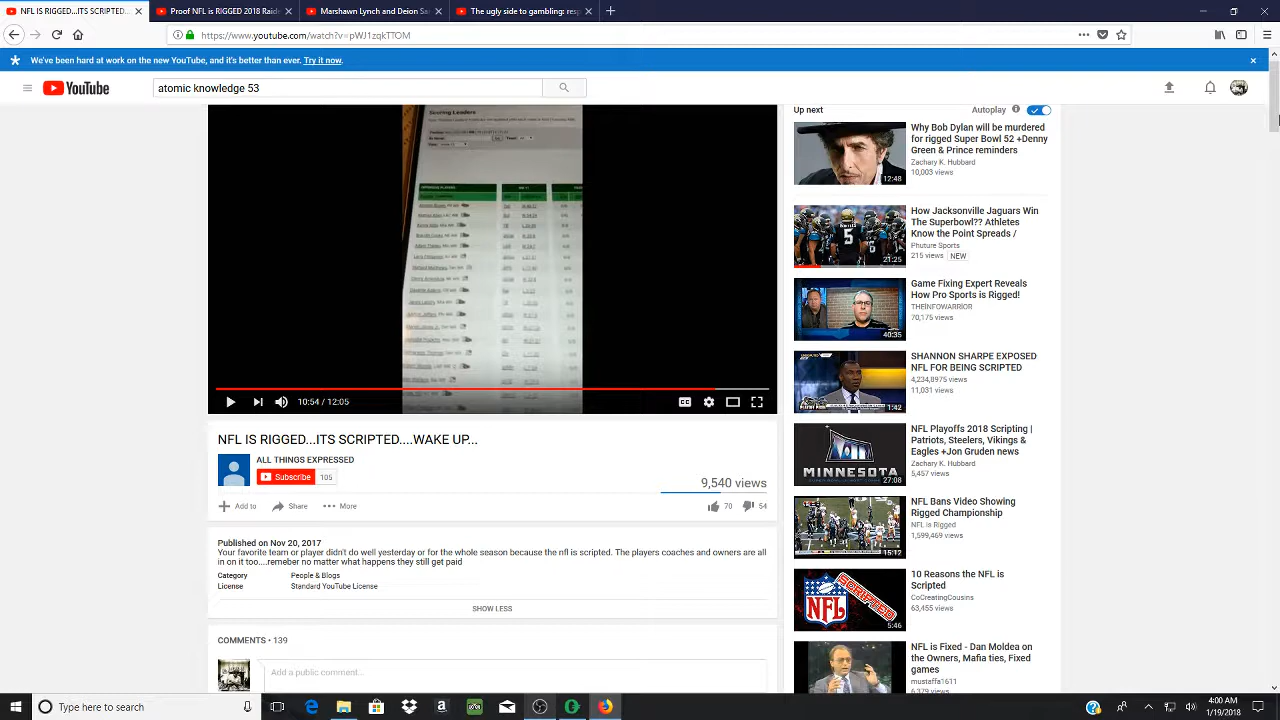 NFL IS RIGGED...ITS SCRIPTED...
Proof NFL is RIGGED 2018 Raid
Marshawn Lynch and Deion Sa
The ugly side to gambling: resp
https://www.youtube.com/watch?v=pWJ1zqkTTOM
We've been hard at work on the new YouTube, and it's better than ever. Try it now.
YouTube
atomic knowledge 53
Scoring Leaders
10:54 / 12:05
NFL IS RIGGED...ITS SCRIPTED....WAKE UP...
ALL THINGS EXPRESSED
Subscribe 105
9,540 views
Add to Share More
70 54
Published on Nov 20, 2017
Your favorite team or player didn't do well yesterday or for the whole season because the nfl is scripted. The players coaches and owners are all
in on it too....remeber no matter what happens they still get paid
Category People & Blogs
License Standard YouTube License
SHOW LESS
COMMENTS • 139
Add a public comment...
Up next
Autoplay
Why Bob Dylan will be murdered
for rigged Super Bowl 52 +Denny
Green & Prince reminders
Zachary K. Hubbard
10,003 views
12:48
How Jacksonville Jaguars Win
The Superbowl?? Athletes
Know the Point Spreads /
Phuture Sports
215 views NEW
21:25
Game Fixing Expert Reveals
How Pro Sports is Rigged!
THEINFOWARRIOR
70,175 views
40:35
SHANNON SHARPE EXPOSED
NFL FOR BEING SCRIPTED
4,234,8975 views
11,031 views
1:42
NFL Playoffs 2018 Scripting |
Patriots, Steelers, Vikings &
Eagles +Jon Gruden news
Zachary K. Hubbard
5,457 views
MINNESOTA
27:08
NFL Bans Video Showing
Rigged Championship
NFL is Rigged
1,599,469 views
15:12
10 Reasons the NFL is
Scripted
CoCreatingCousins
63,455 views
NFL
SCRIPTED
5:46
NFL is Fixed - Dan Moldea on
the Owners, Mafia ties, Fixed
games
mustaffa1611
6,379 views
Type here to search
4:00 AM
1/19/2018